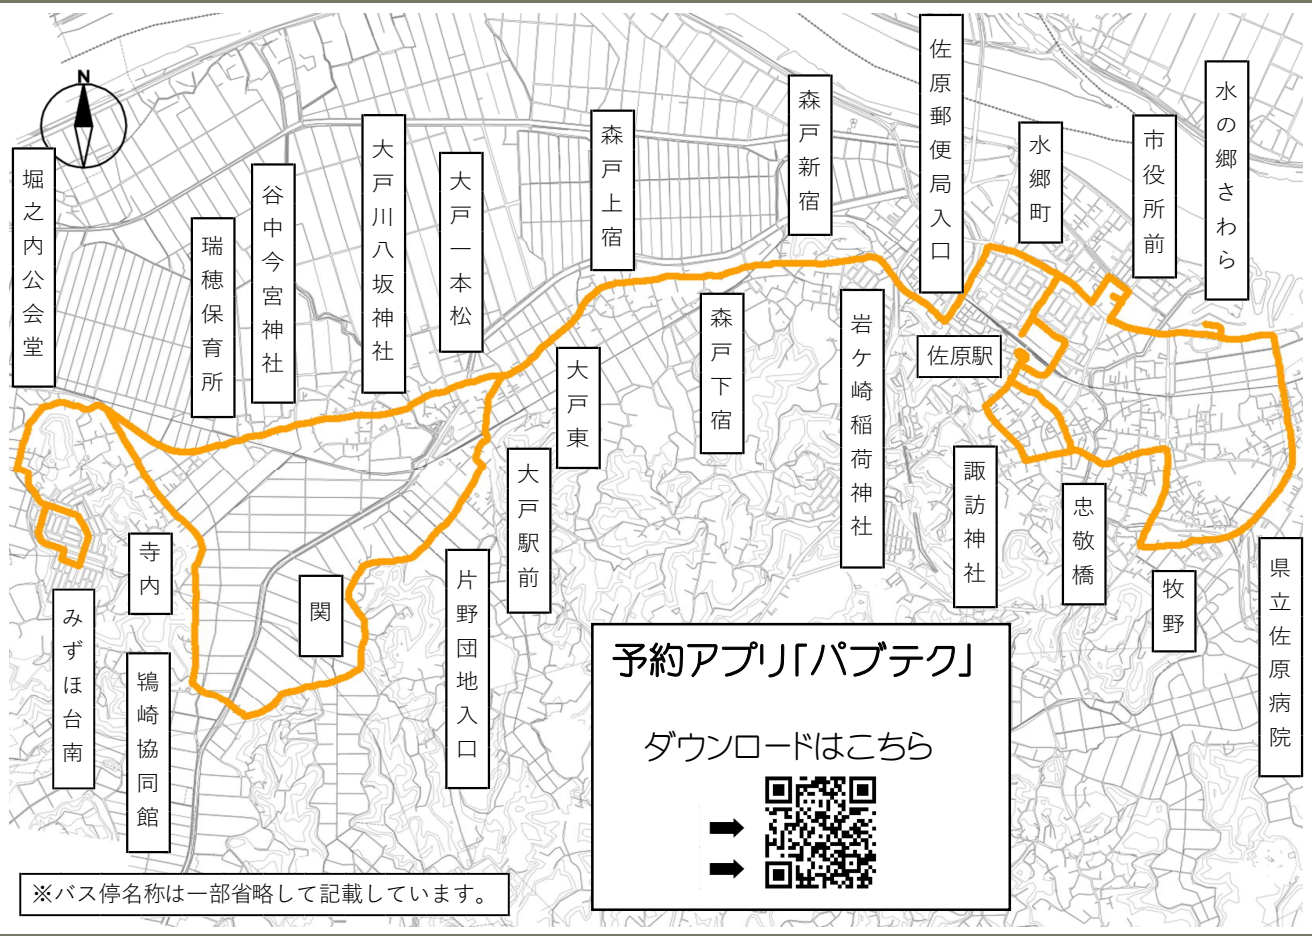 N
堀之内公会堂
瑞穂保育所
谷中今宮神社
大戸川八坂神社
大戸一本松
森戸上宿
森戸新宿
佐原郵便局入口
水郷町
市役所前
水の郷さわら
大戸東
森戸下宿
岩ケ崎稲荷神社
佐原駅
大戸駅前
諏訪神社
忠敬橋
牧野
県立佐原病院
寺内
関
片野団地入口
みずほ台南
鴇崎協同館
予約アプリ「パブテク」
ダウンロードはこちら
※バス停名称は一部省略して記載しています。